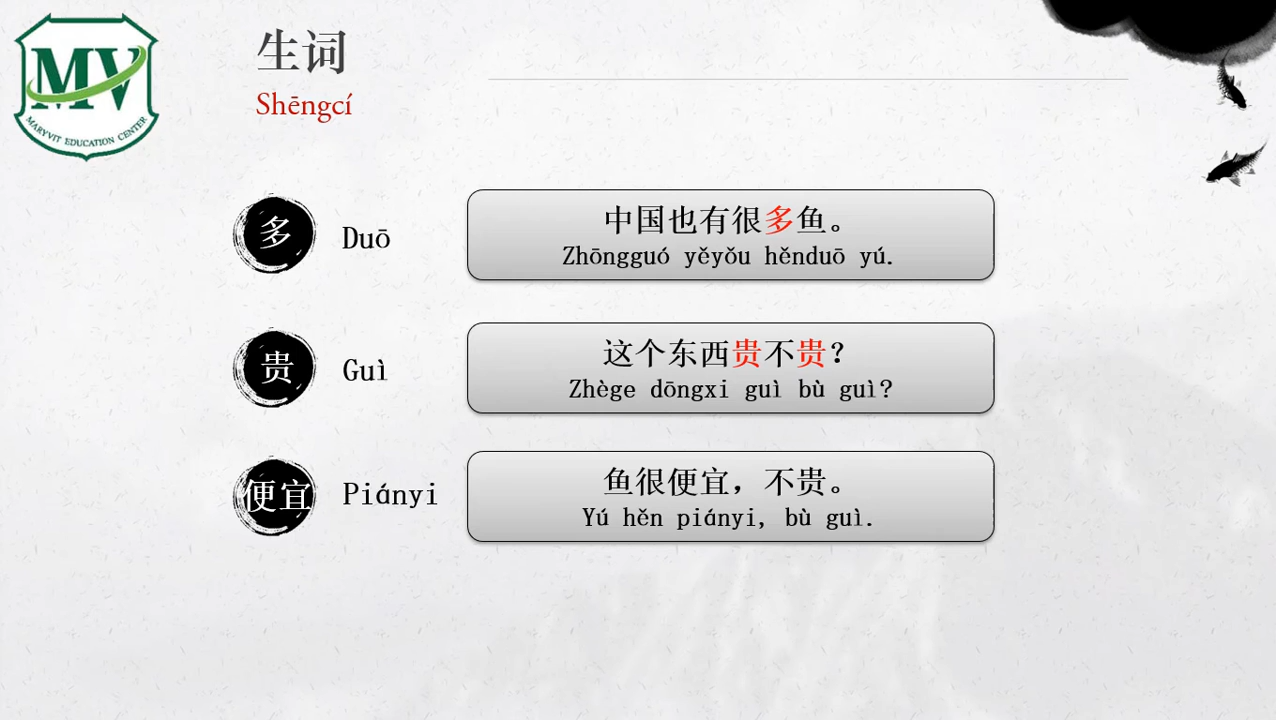 MV
MARYVIT EDUCATION CENTER
生词
Shēngcí
多
Duō
中国也有很多鱼。
Zhōngguó yěyǒu hěnduō yú.
贵
Guì
这个东西贵不贵？
Zhège dōngxi guì bù guì?
便宜
Piányi
鱼很便宜，不贵。
Yú hěn piányi, bù guì.